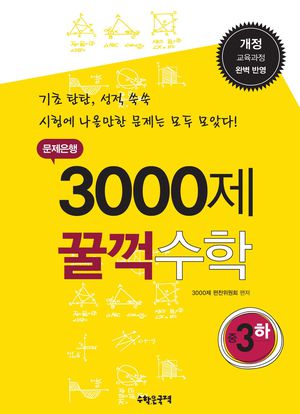 개정
교육과정
완벽 반영
기초 탄탄, 성적 쑥쑥
시험에 나올만한 문제는 모두 모았다!
문제은행
3000제
꿀꺽수학
3000제 편찬위원회 편저
중 3 하
수학은국력